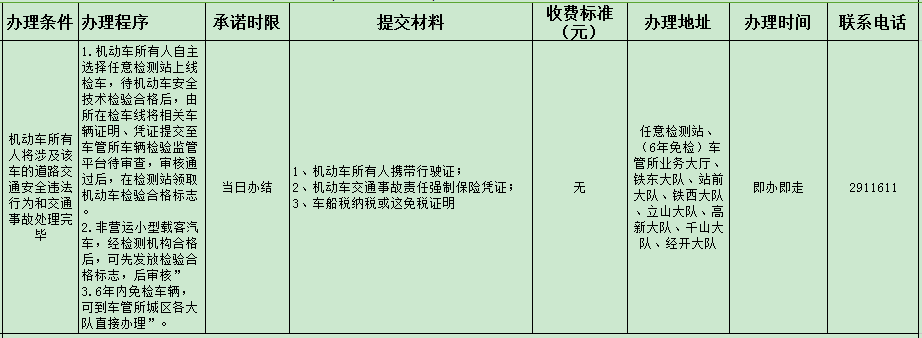 办理条件
办理程序
承诺时限
提交材料
收费标准
（元）
办理地址
办理时间
联系电话
机动车所有
人将涉及该
车的道路交
通安全违法
行为和交通
事故处理完
毕
1.机动车所有人自主
选择任意检测站上线
检车，待机动车安全
技术检验合格后，由
所在检车线将相关车
辆证明、凭证提交至
车管所车辆检验监管
平台待审查，审核通
过后，在检测站领取
机动车检验合格标志
。
2.非营运小型载客汽
车，经检测机构合格
后，可先发放检验合
格标志，后审核”
3.6年内免检车辆，
可到车管所城区各大
队直接办理”。
当日办结
1、机动车所有人携带行驶证；
2、机动车交通事故责任强制保险凭证；
3、车船税纳税或这免税证明
无
任意检测站、
（6年免检）车
管所业务大厅、
铁东大队、站前
大队、铁西大队
、立山大队、高
新大队、千山大
队、经开大队
即办即走
2911611